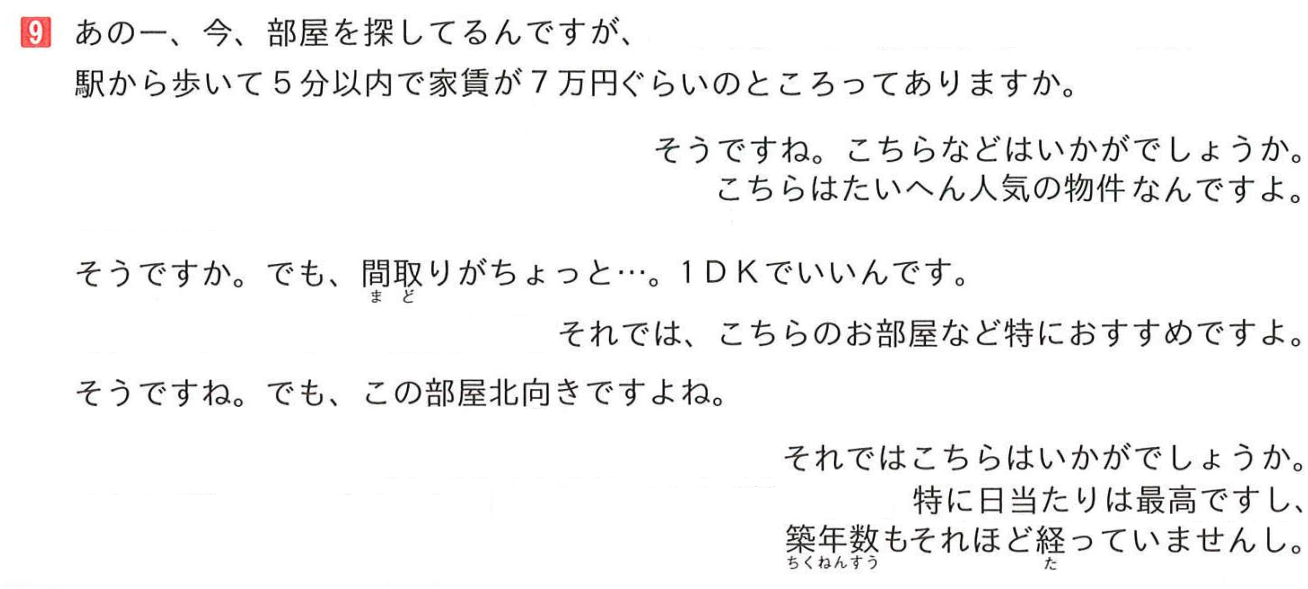 9 あのー、今、部屋を探してるんですが、
駅から歩いて5分以内で家賃が7万円ぐらいのところってありますか。
そうですね。こちらなどはいかがでしょうか。
こちらはたいへん人気の物件なんですよ。
そうですか。でも、間取りがちょっと…。1DKでいいんです。
まど
それでは、こちらのお部屋など特におすすめですよ。
そうですね。でも、この部屋北向きですよね。
それではこちらはいかがでしょうか。
特に日当たりは最高ですし、
築年数もそれほど経っていませんし。
ちくねんすう た